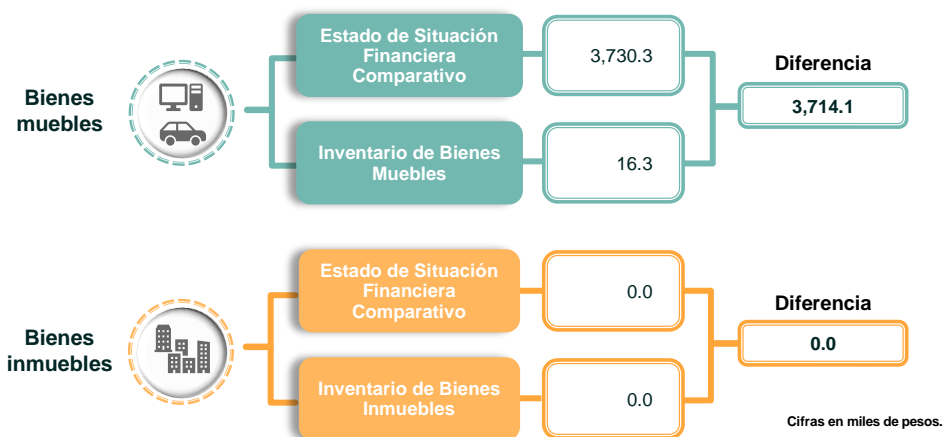 Bienes
muebles
Estado de Situación
Financiera
Comparativo
3,730.3
Inventario de Bienes
Muebles
16.3
Diferencia
3,714.1
Bienes
inmuebles
Estado de Situación
Financiera
Comparativo
0.0
Inventario de Bienes
Inmuebles
0.0
Diferencia
0.0
Cifras en miles de pesos.